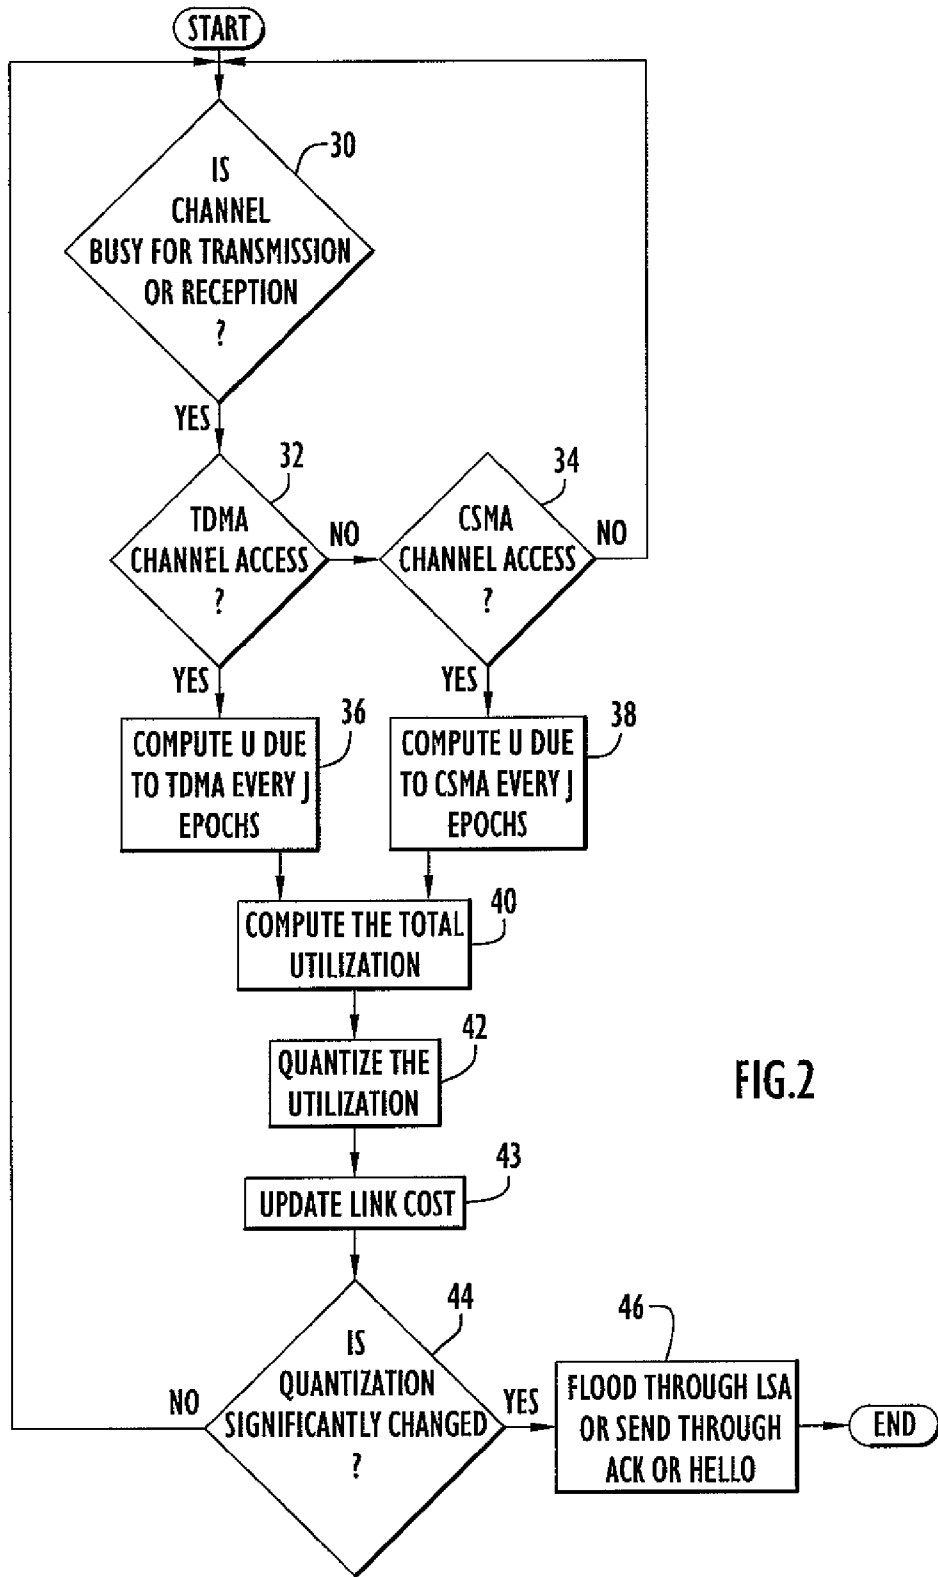 START
30
IS
CHANNEL
BUSY FOR TRANSMISSION
OR RECEPTION
?
YES
32
TDMA
CHANNEL ACCESS
?
NO
34
CSMA
CHANNEL ACCESS
?
NO
YES
YES
36
COMPUTE U DUE
TO TDMA EVERY J
EPOCHS
38
COMPUTE U DUE
TO CSMA EVERY J
EPOCHS
40
COMPUTE THE TOTAL
UTILIZATION
42
QUANTIZE THE
UTILIZATION
FIG.2
43
UPDATE LINK COST
44
IS
QUANTIZATION
SIGNIFICANTLY CHANGED
?
NO
YES
46
FLOOD THROUGH LSA
OR SEND THROUGH
ACK OR HELLO
END